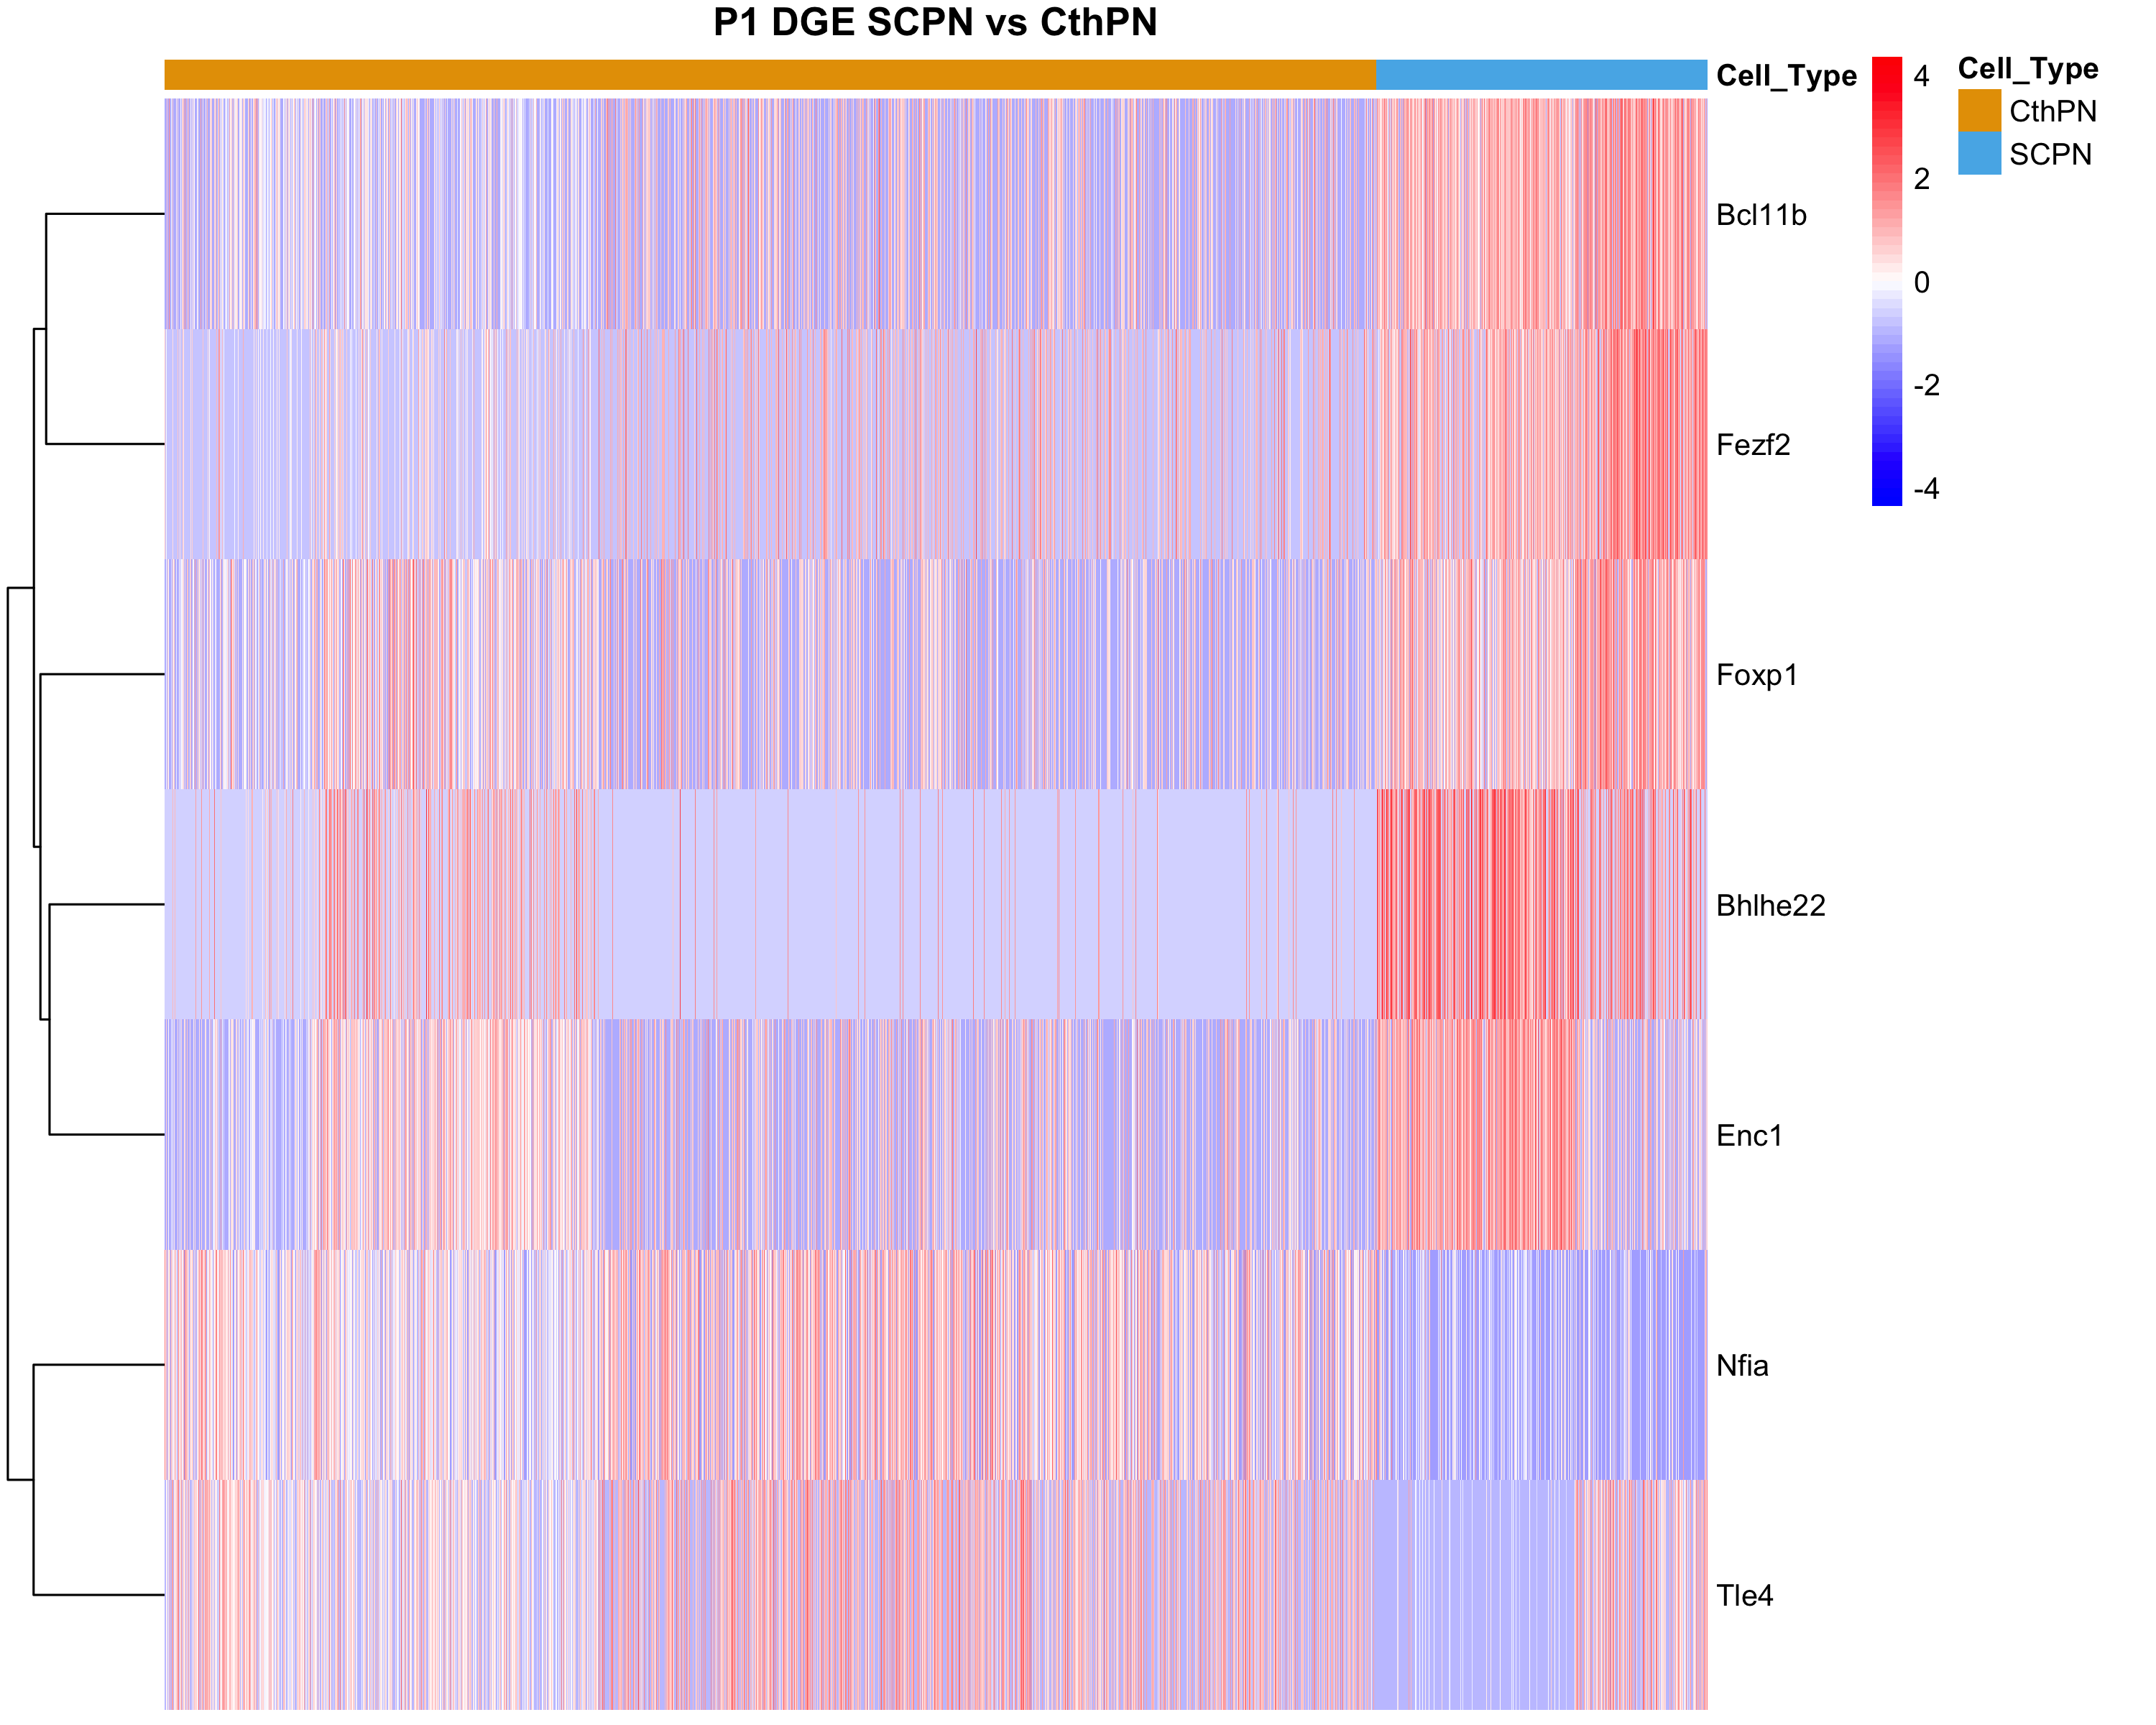 P1 DGE SCPN vs CthPN
Cell_Type
4
2
0
-2
-4
Cell_Type
CthPN
SCPN
Bcl11b
Fezf2
Foxp1
Bhlhe22
Enc1
Nfia
Tle4